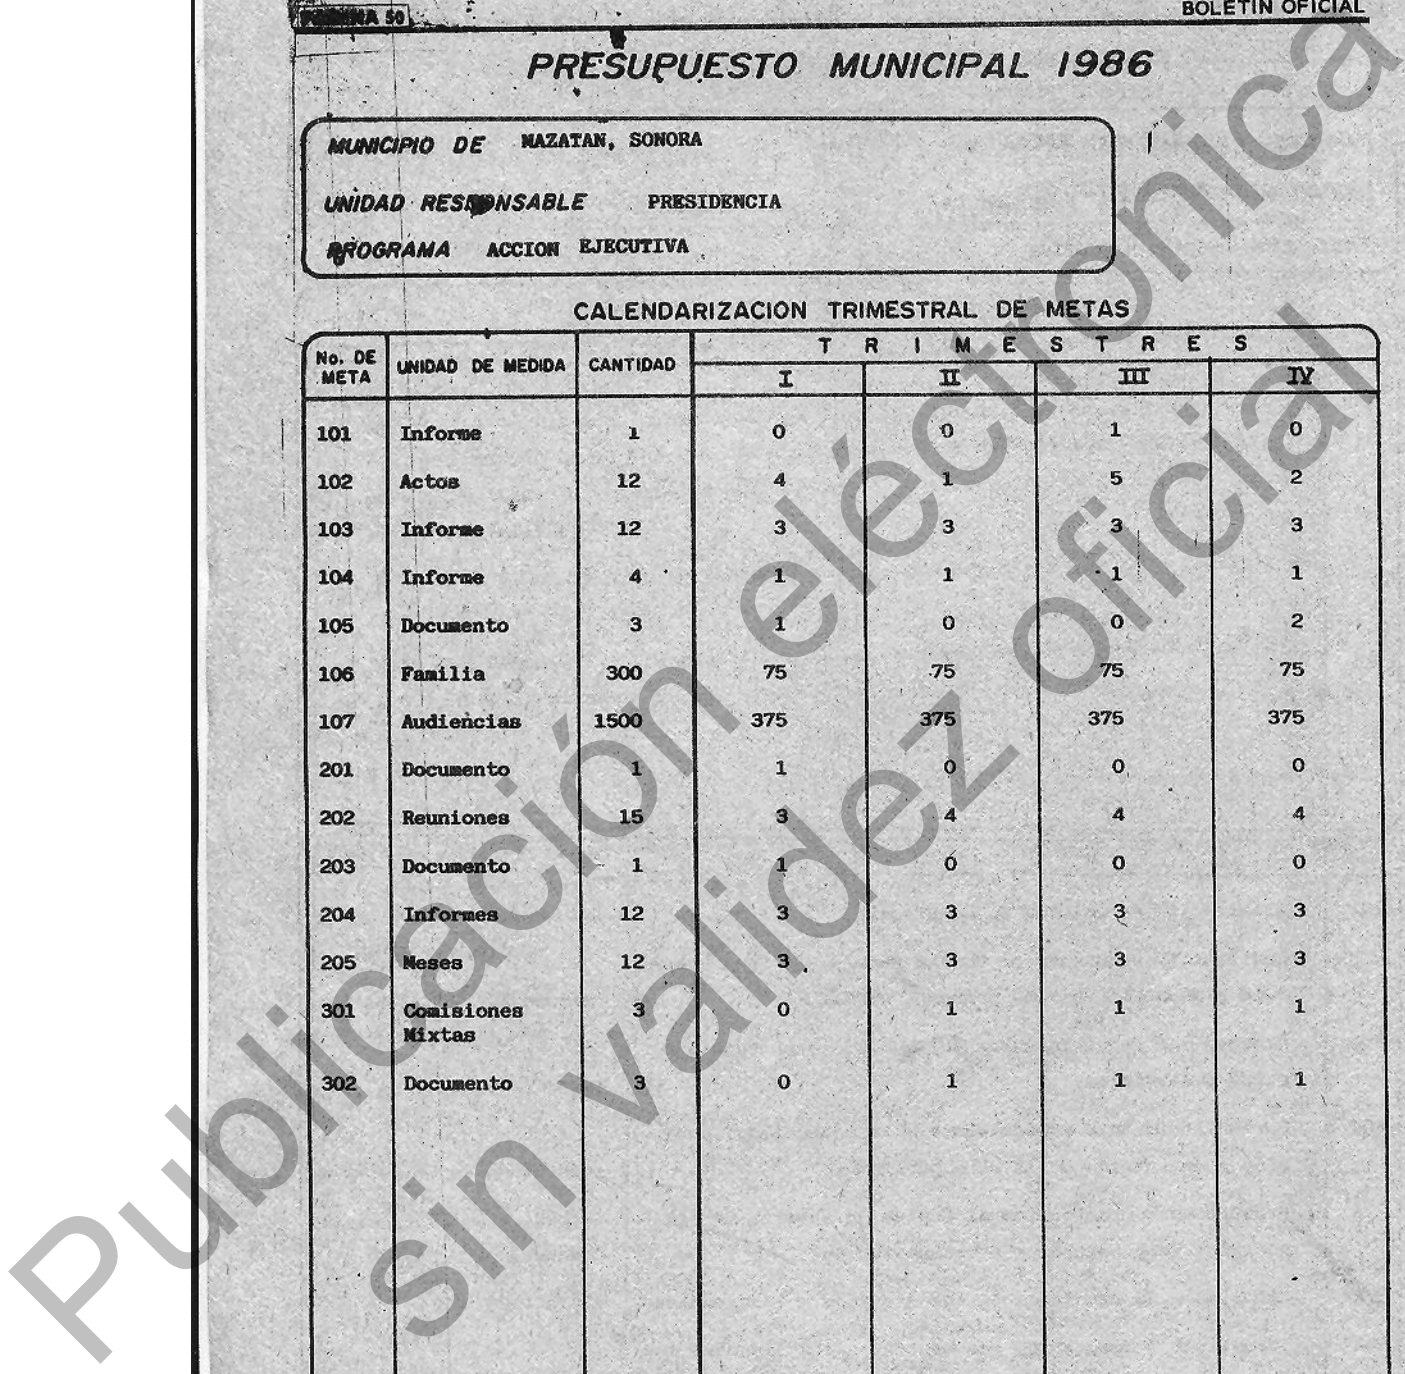 PAGINA 50
BOLETIN OFICIAL
PRESUPUESTO MUNICIPAL 1986
MUNICIPIO DE MAZATAN, SONORA
UNIDAD RESPONSABLE PRESIDENCIA
PROGRAMA ACCION EJECUTIVA
CALENDARIZACION TRIMESTRAL DE METAS
No. DE META UNIDAD DE MEDIDA CANTIDAD T R I M E S T R E S
I II III IV
101 Informe 1 0 0 1 0
102 Actos 12 4 1 5 2
103 Informe 12 3 3 3 3
104 Informe 4 1 1 1 1
105 Documento 3 1 0 0 2
106 Familia 300 75 75 75 75
107 Audiencias 1500 375 375 375 375
201 Documento 1 1 0 0 0
202 Reuniones 15 3 4 4 4
203 Documento 1 1 0 0 0
204 Informes 12 3 3 3 3
205 Meses 12 3 3 3 3
301 Comisiones 3 0 1 1 1
Mixtas
302 Documento 3 0 1 1 1
Publicación eléctronica
sin validez oficial